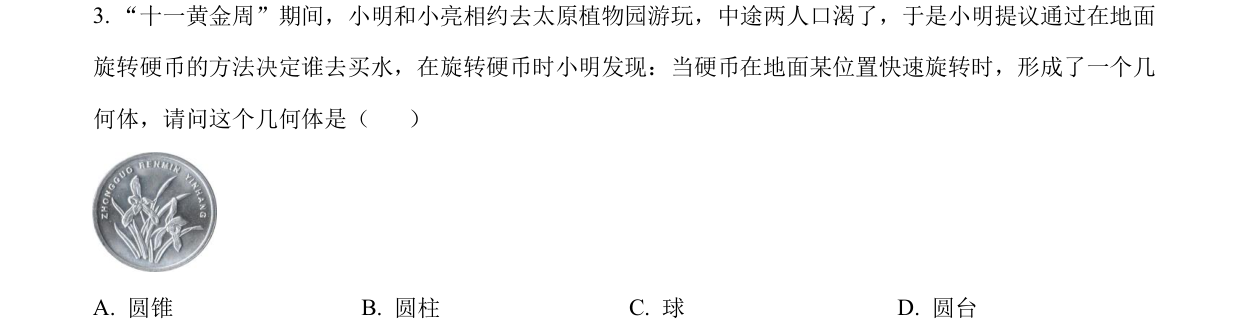 3. “十一黄金周”期间，小明和小亮相约去太原植物园游玩，中途两人口渴了，于是小明提议通过在地面
旋转硬币的方法决定谁去买水，在旋转硬币时小明发现：当硬币在地面某位置快速旋转时，形成了一个几
何体，请问这个几何体是（ ）
ZHONGGUO RENMIN YINHANG
A. 圆锥 B. 圆柱 C. 球 D. 圆台